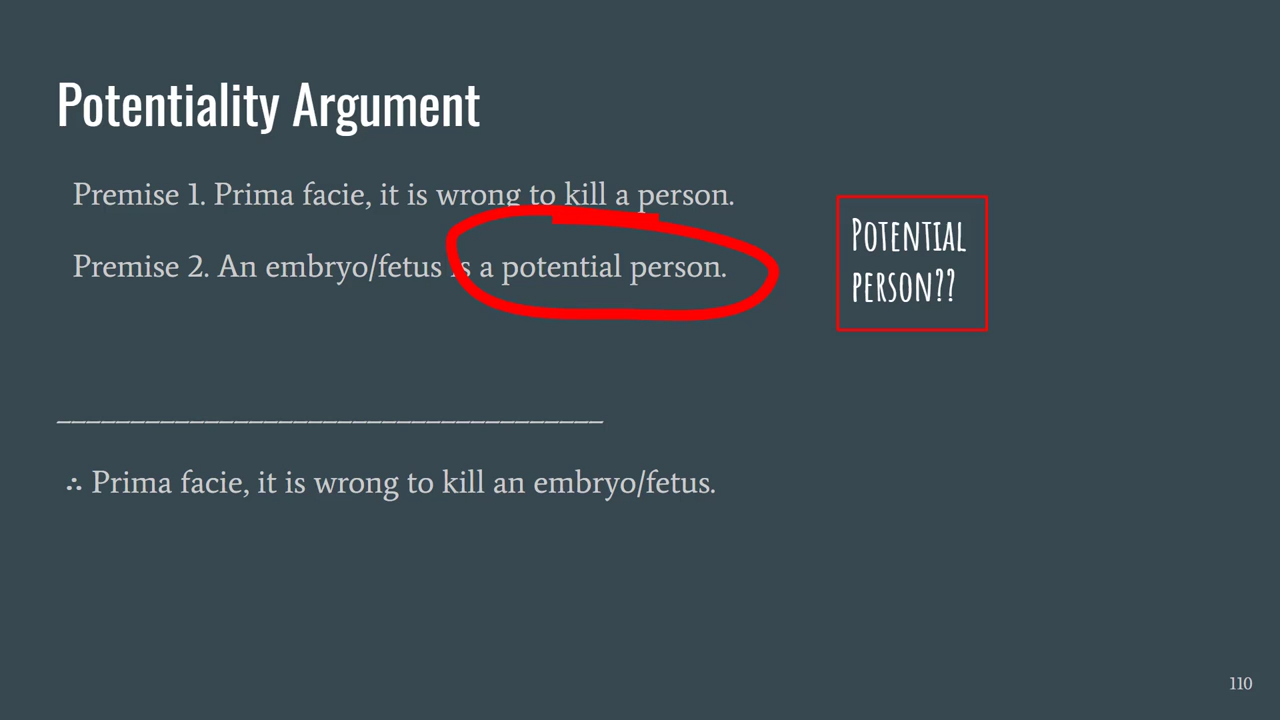 Potentiality Argument
Premise 1. Prima facie, it is wrong to kill a person.
Premise 2. An embryo/fetus is a potential person.
POTENTIAL
PERSON??
∴ Prima facie, it is wrong to kill an embryo/fetus.
110